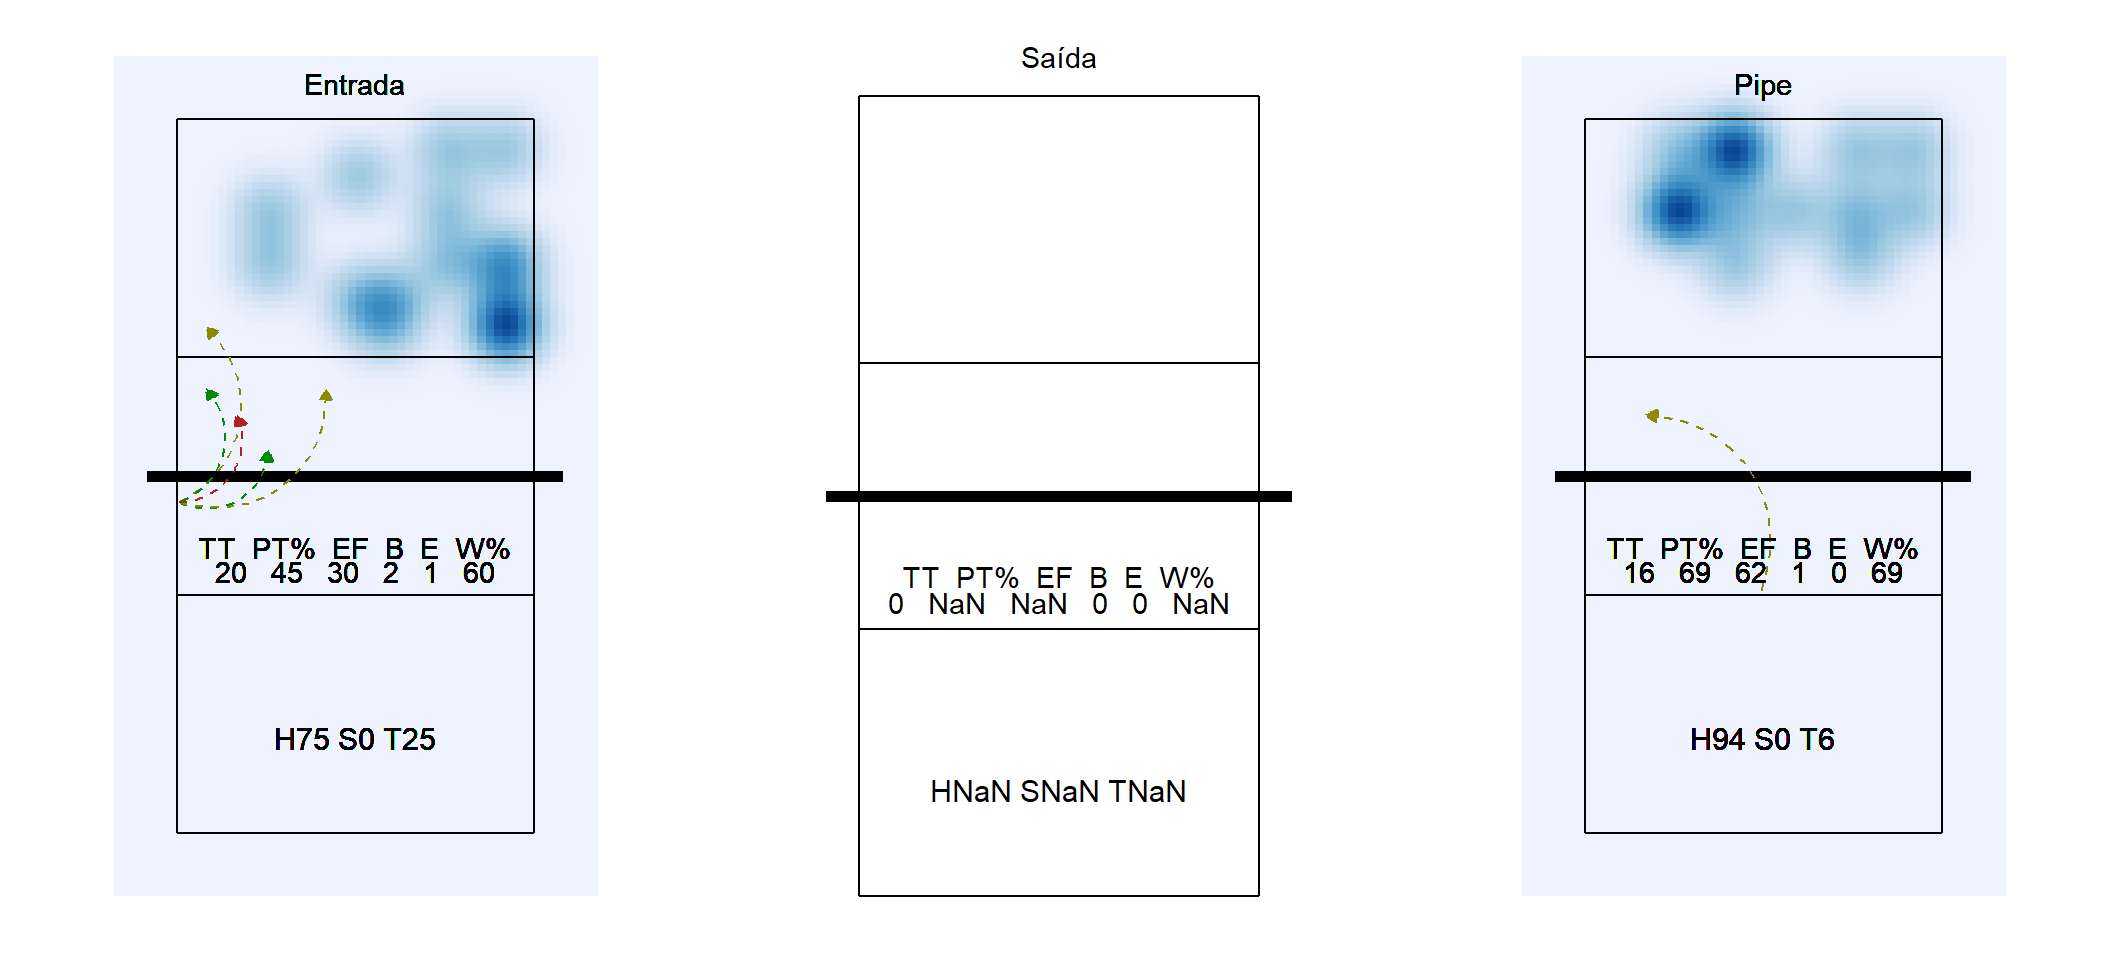 Entrada
TT PT% EF B E W%
20 45 30 2 1 60
H75 S0 T25
Saída
TT PT% EF B E W%
0 NaN NaN 0 0 NaN
HNaN SNaN TNaN
Pipe
TT PT% EF B E W%
16 69 62 1 0 69
H94 S0 T6